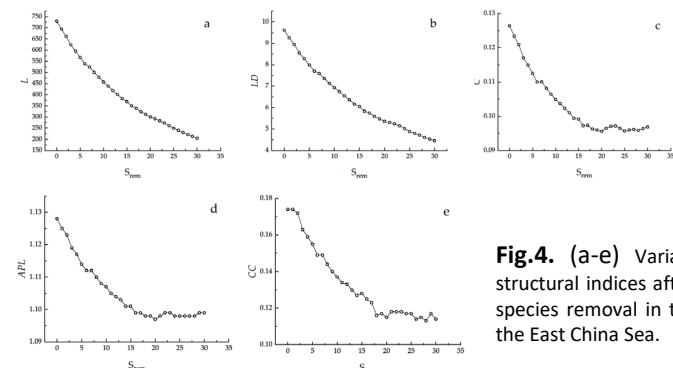 a
750
700
650
600
550
500
450
400
350
300
250
200
150
L
0 5 10 15 20 25 30 35
Srem
b
10
9
8
7
6
5
4
LD
0 5 10 15 20 25 30 35
Srem
c
0.13
0.12
0.11
0.10
0.09
C
0 5 10 15 20 25 30 35
Srem
d
1.13
1.12
1.11
1.10
1.09
APL
0 5 10 15 20 25 30 35
e
0.18
0.16
0.14
0.12
0.10
CC
0 5 10 15 20 25 30 35
S
Fig.4. (a-e) Varia
structural indices aft
species removal in t
the East China Sea.